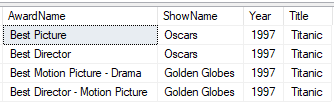 AwardName ShowName Year Title
Best Picture Oscars 1997 Titanic
Best Director Oscars 1997 Titanic
Best Motion Picture - Drama Golden Globes 1997 Titanic
Best Director - Motion Picture Golden Globes 1997 Titanic